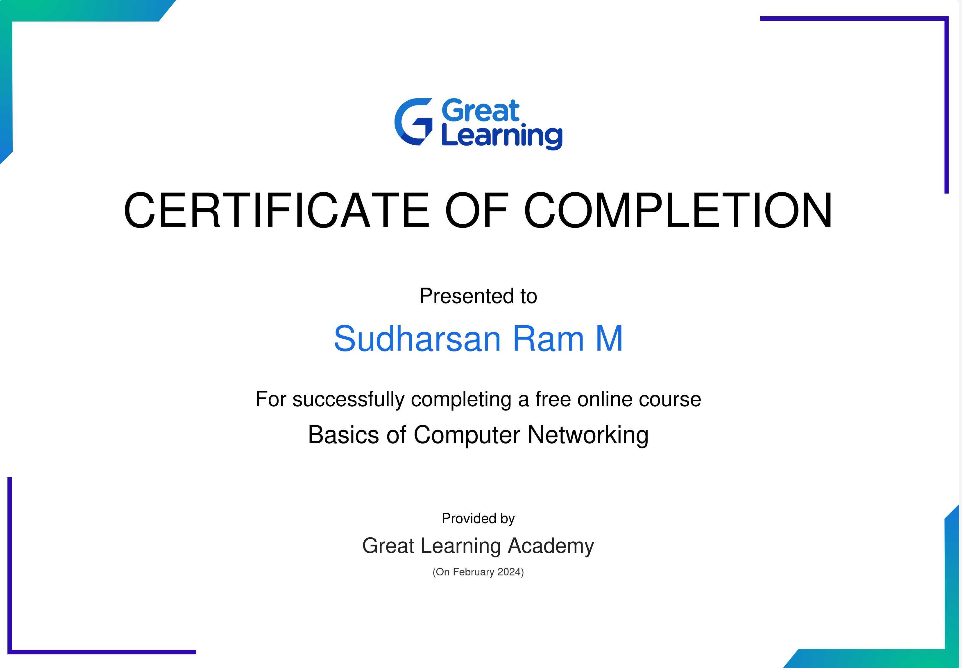 Great
Learning
CERTIFICATE OF COMPLETION
Presented to
Sudharsan Ram M
For successfully completing a free online course
Basics of Computer Networking
Provided by
Great Learning Academy
(On February 2024)